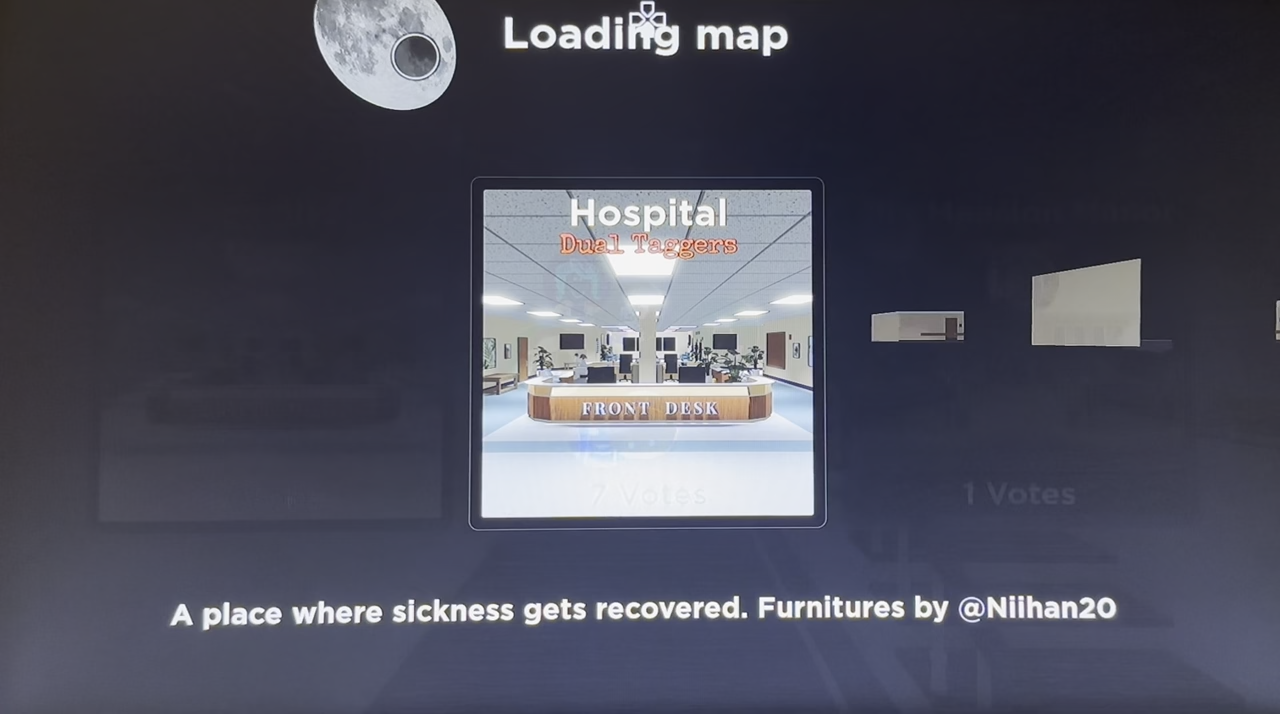 Loading map
Hospital
Dual Taggers
FRONT DESK
7 Votes
1 Votes
A place where sickness gets recovered. Furnitures by @Niihan20